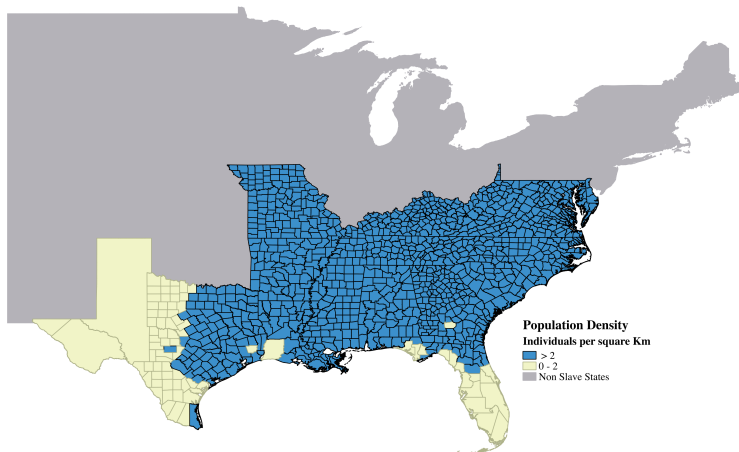 Population Density
Individuals per square Km
> 2
0 - 2
Non Slave States